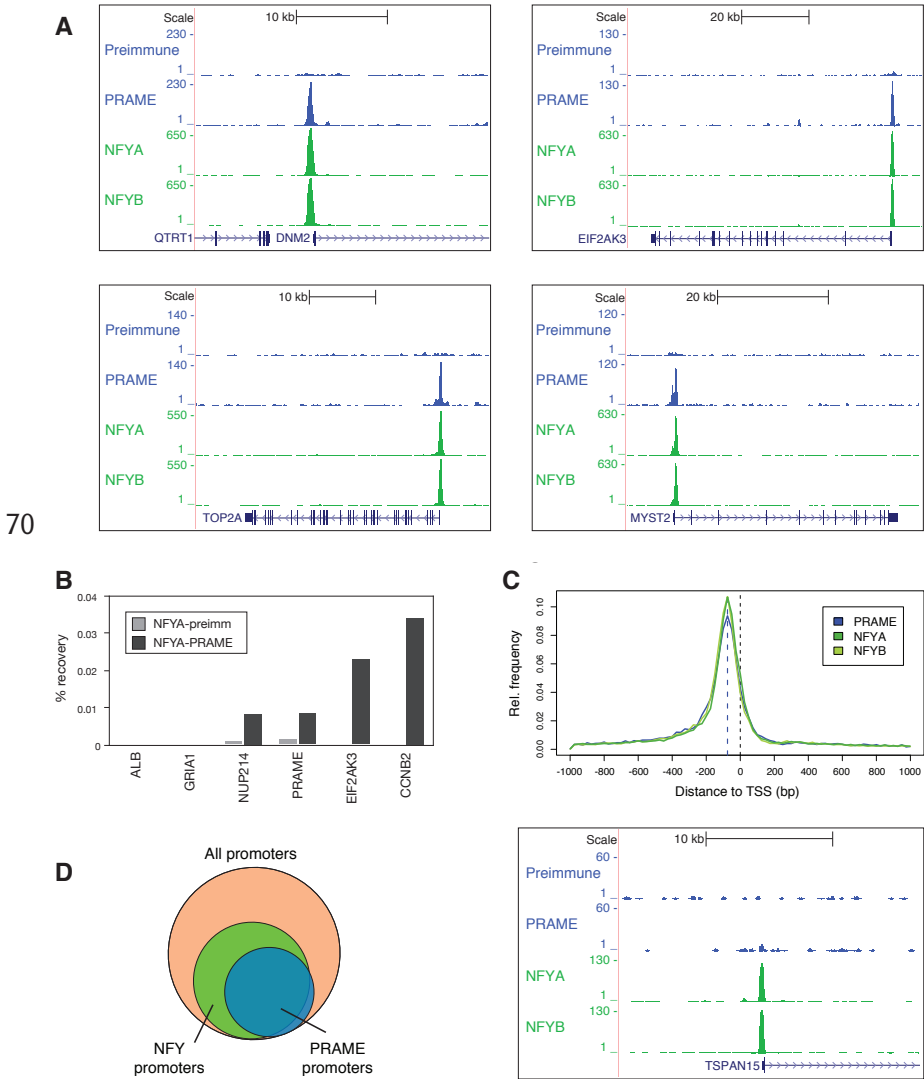 A
Scale 10 kb
230 -
Preimmune
1 _
230
PRAME
1 _
650
NFYA
1 _
650
NFYB
1 _
QTRT1 DNM2
Scale 20 kb
130 -
Preimmune
1 _
130
PRAME
1 _
630
NFYA
1 _
630
NFYB
1 _
EIF2AK3
Scale 10 kb
140 -
Preimmune
1 _
140
PRAME
1 _
550
NFYA
1 _
550
NFYB
1 _
TOP2A
Scale 20 kb
120 -
Preimmune
1 _
120
PRAME
1 _
630
NFYA
1 _
630 -
NFYB
1 _
MYST2
70
B
% recovery
0.04
0.03
0.02
0.01
0
NFYA-preimm
NFYA-PRAME
ALB
GRIA1
NUP214
PRAME
EIF2AK3
CCNB2
C
Rel. frequency
0.10
0.08
0.06
0.04
0.02
0.00
PRAME
NFYA
NFYB
-1000 -800 -600 -400 -200 0 200 400 600 800 1000
Distance to TSS (bp)
D
All promoters
NFY promoters
PRAME promoters
Scale 10 kb
60 -
Preimmune
1 _
60
PRAME
1 _
130 -
NFYA
1 _
130 -
NFYB
1 _
TSPAN15